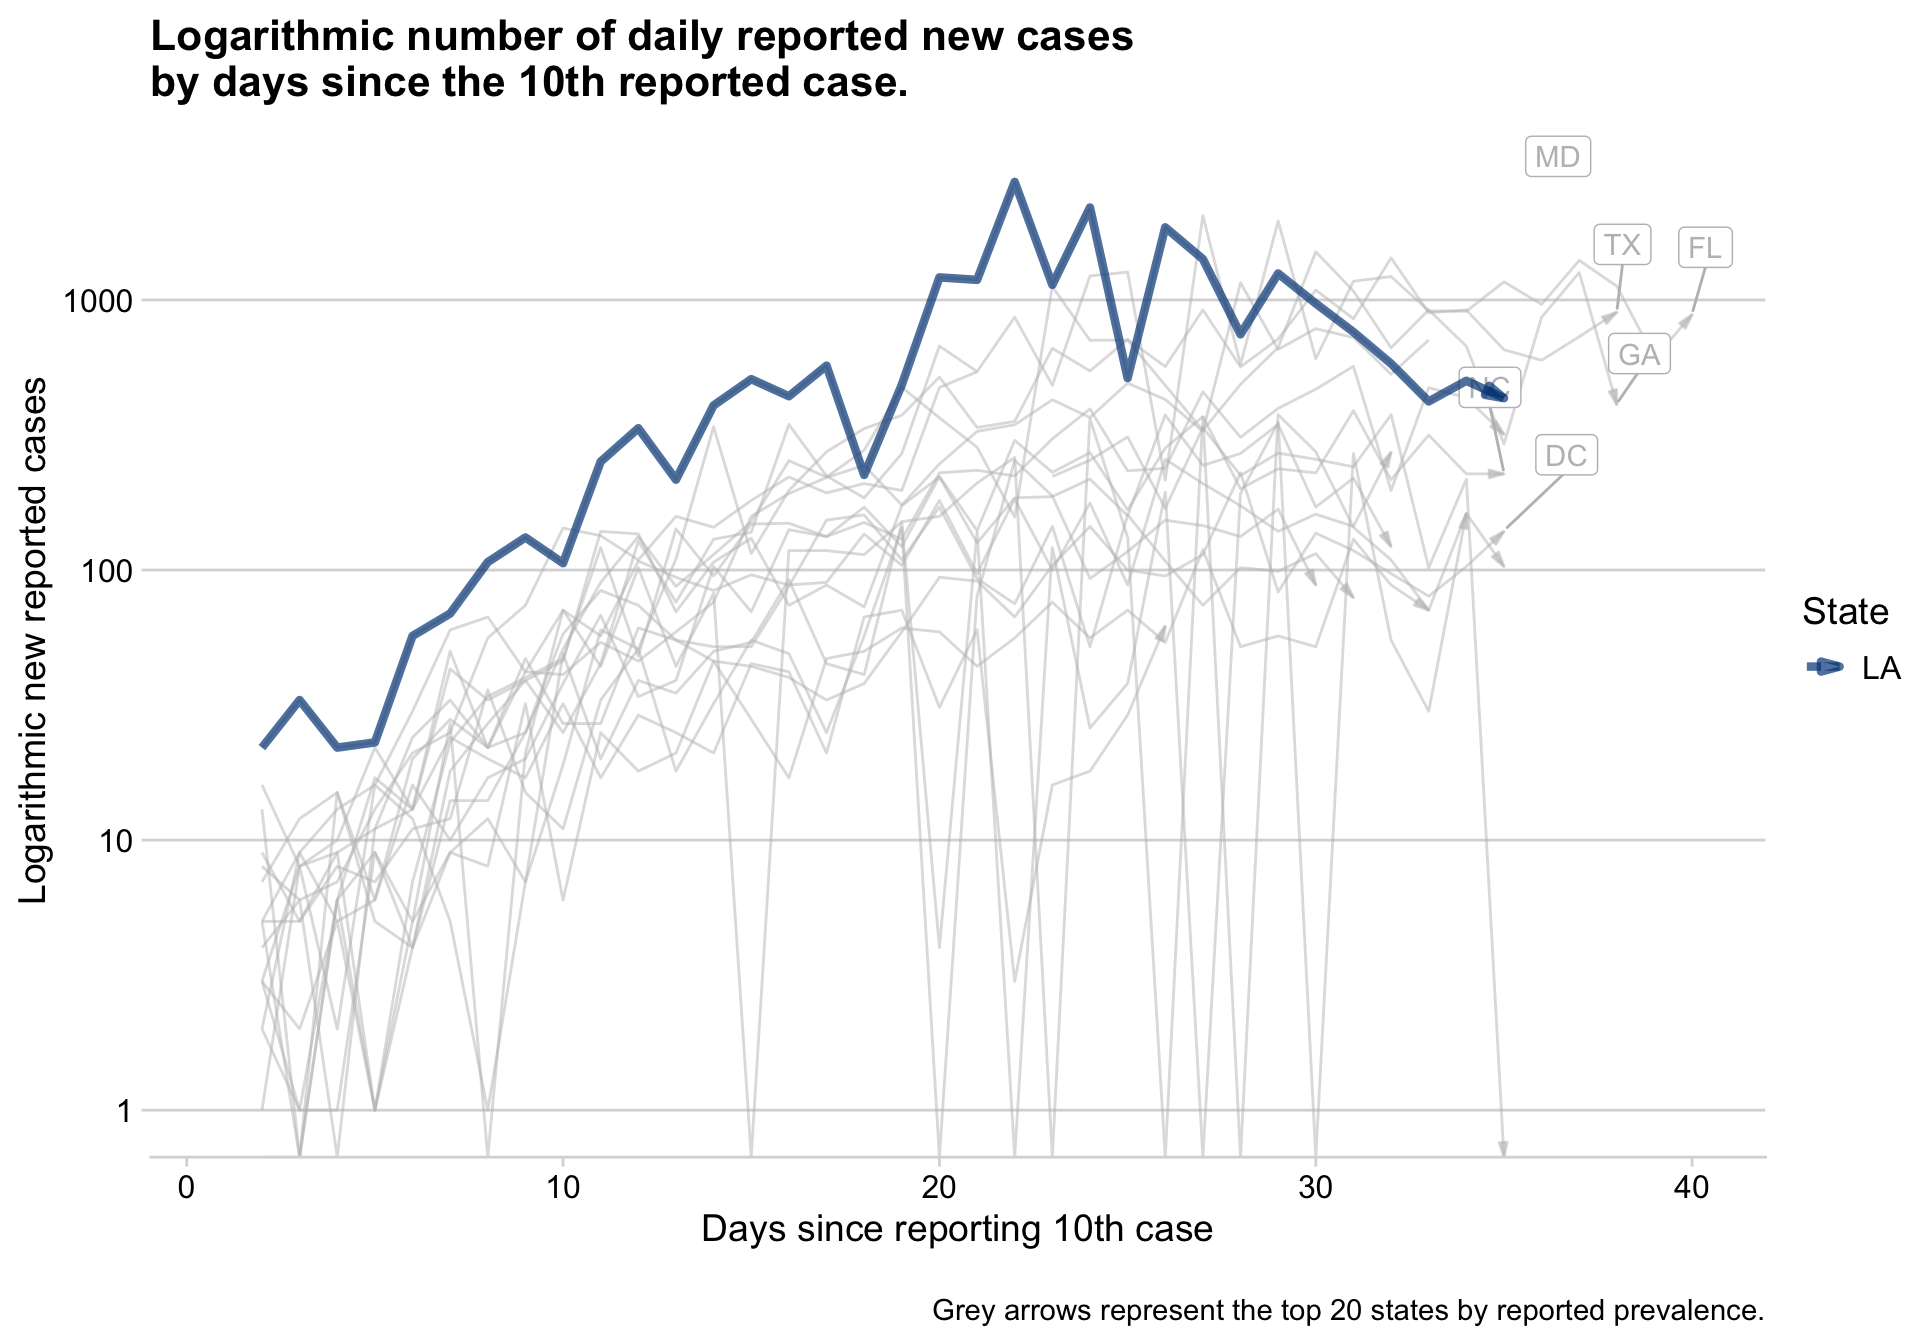 Logarithmic number of daily reported new cases
by days since the 10th reported case.
MD
TX
FL
1000
GA
NC
DC
100
10
1
Logarithmic new reported cases
State
LA
0
10
20
30
40
Days since reporting 10th case
Grey arrows represent the top 20 states by reported prevalence.